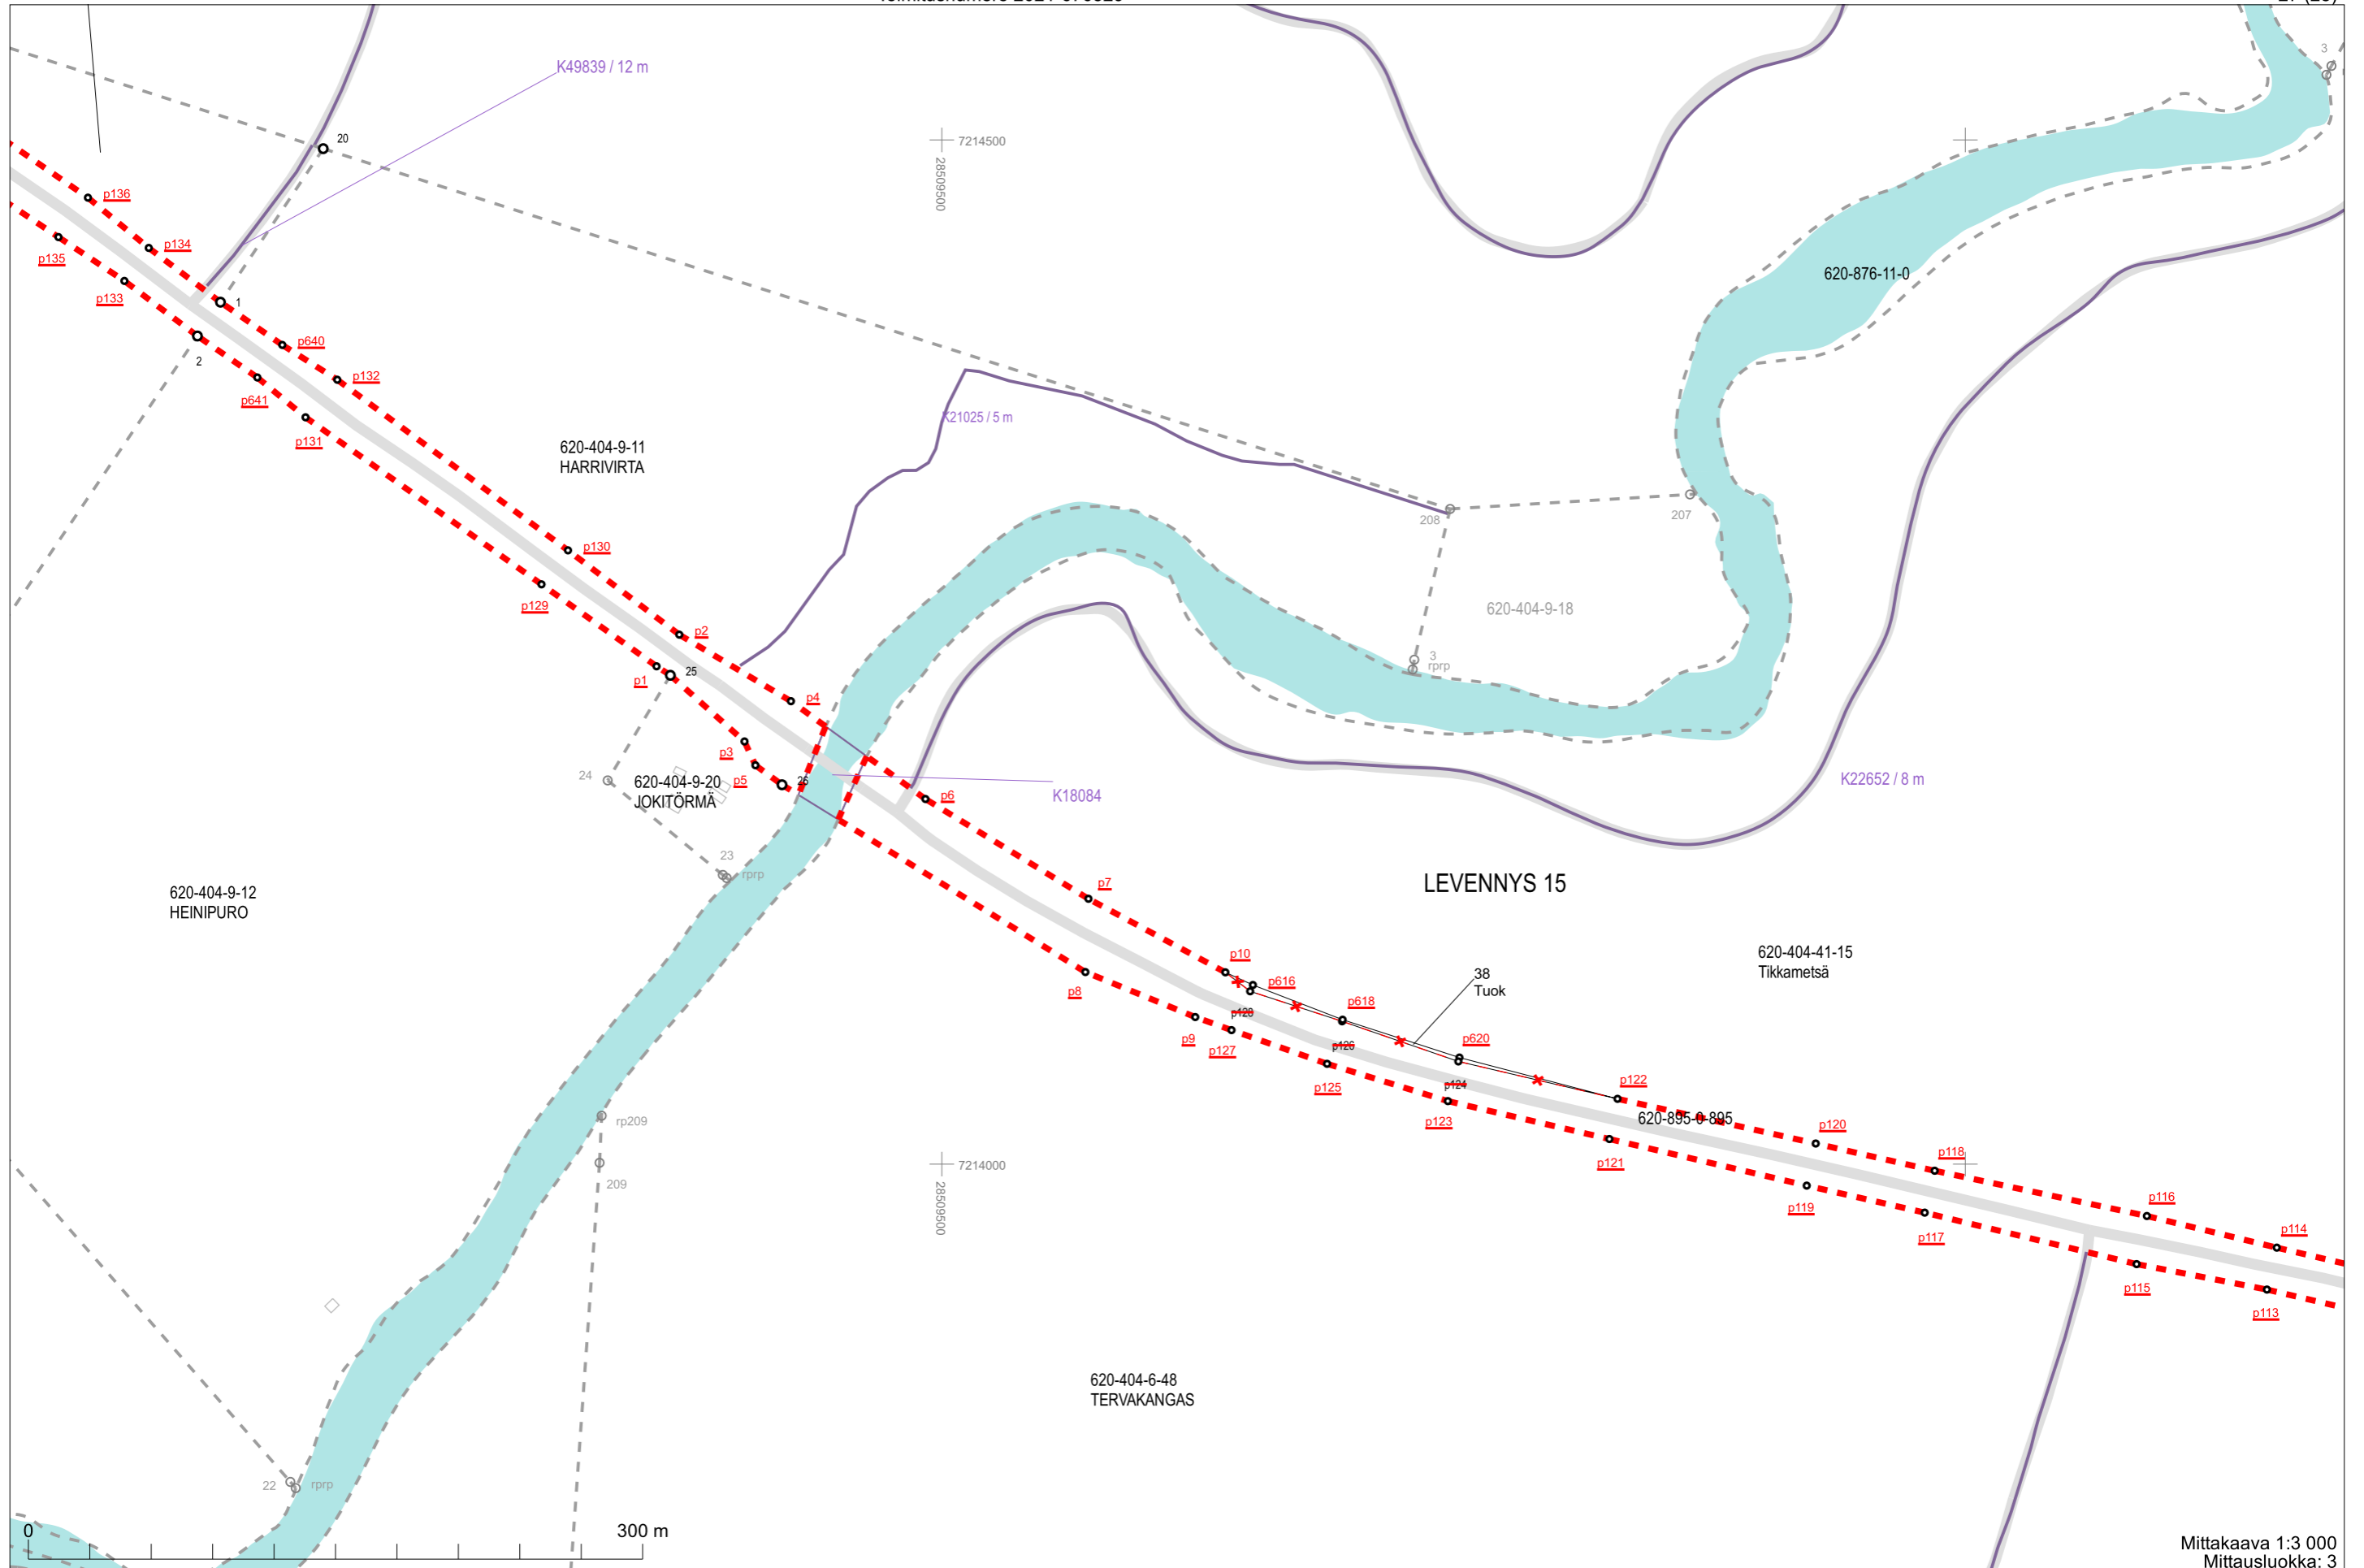 K49839 / 12 m
3
20
7214500
28509500
p136
p134
p135
p133
1
2
p640
p132
p641
p131
620-876-11-0
K21025 / 5 m
620-404-9-11
HARRIVIRTA
208
207
p130
p129
620-404-9-18
p2
p1
25
3
rprp
p4
p3
p5
26
24
620-404-9-20
JOKITÖRMÄ
K18084
p6
K22652 / 8 m
23
rprp
620-404-9-12
HEINIPURO
p7
LEVENNYS 15
620-404-41-15
Tikkametsä
p10
p616
38
Tuok
p8
p618
p128
p9
p127
p126
p620
p125
p124
p122
p123
620-895-0-895
rp209
p120
p121
p118
7214000
28509500
209
p119
p116
p117
p114
p115
p113
620-404-6-48
TERVAKANGAS
22
rprp
0
300 m
Mittakaava 1:3 000
Mittausluokka: 3